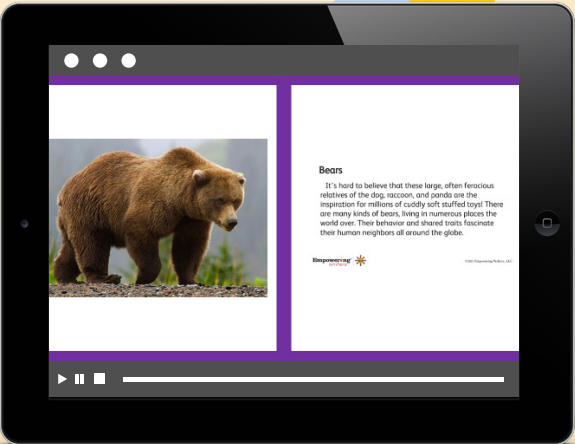 Bears
It's hard to believe that these large, often ferocious
relatives of the dog, raccoon, and panda are the
inspiration for millions of cuddly soft stuffed toys! There
are many kinds of bears, living in numerous places the
world over. Their behavior and shared traits fascinate
their human neighbors all around the globe.
Empowering